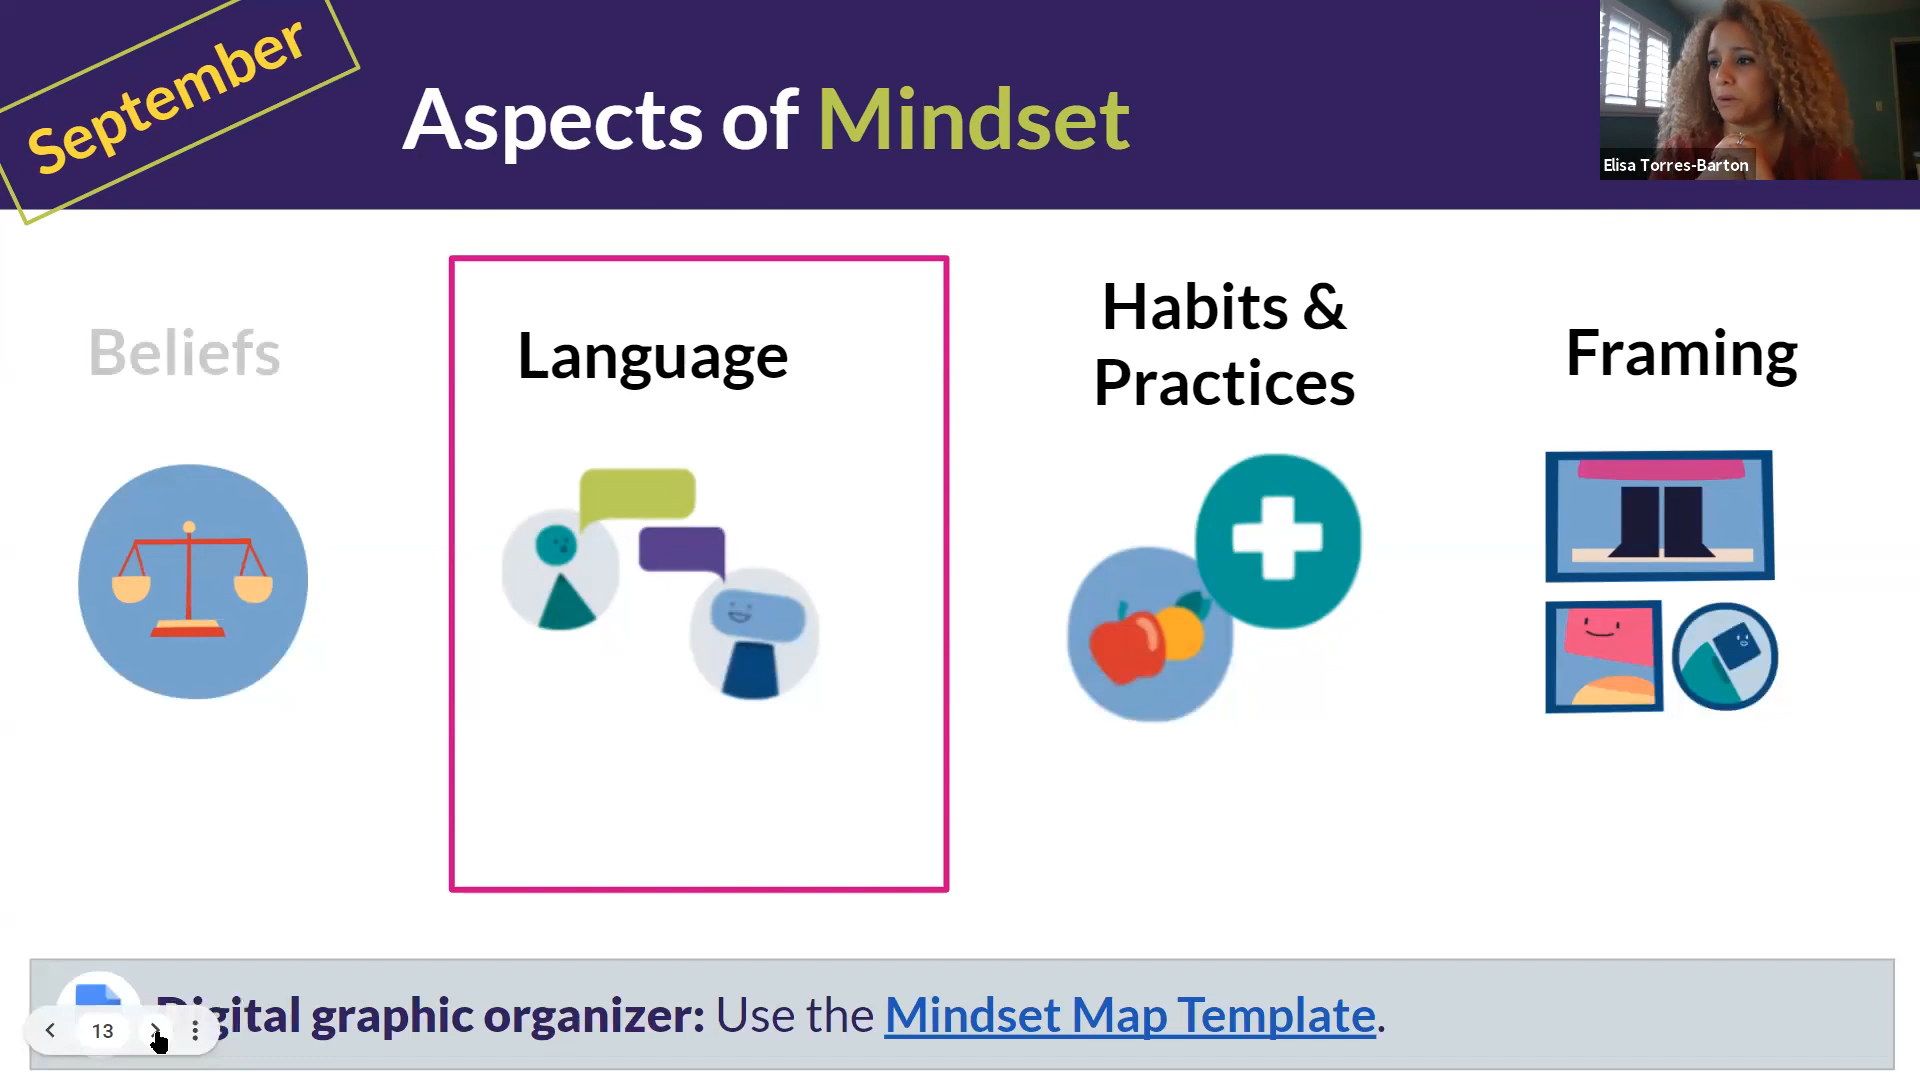 September
Aspects of Mindset
Elisa Torres-Barton
Beliefs
Language
Habits &
Practices
Framing
Digital graphic organizer: Use the Mindset Map Template.
13